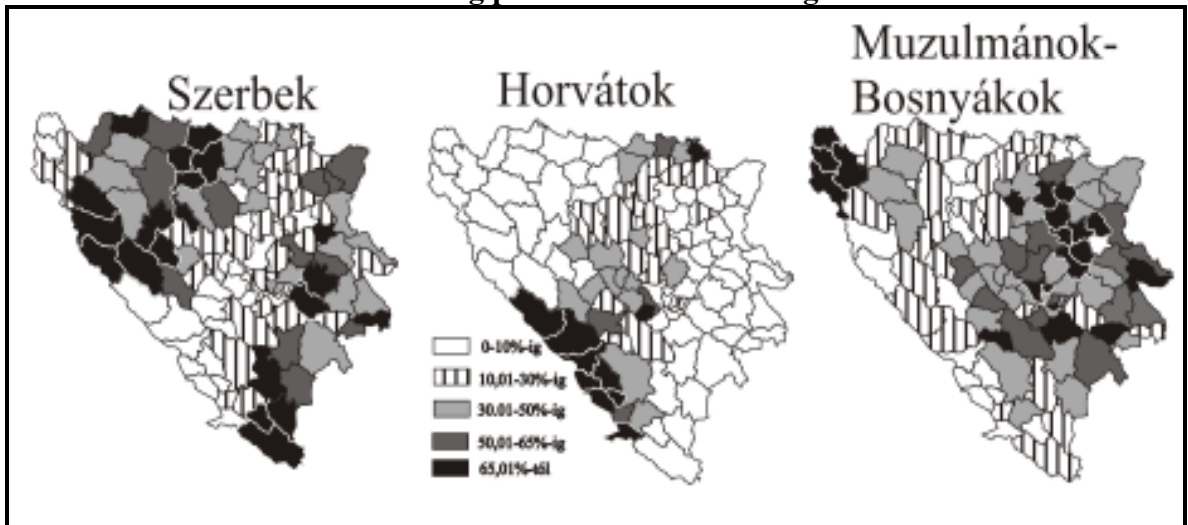 Szerbek
Horvátok
Muzulmánok-
Bosnyákok
0-10%-ig
10,01-30%-ig
30.01-50%-ig
50,01-65%-ig
65,01%-tól